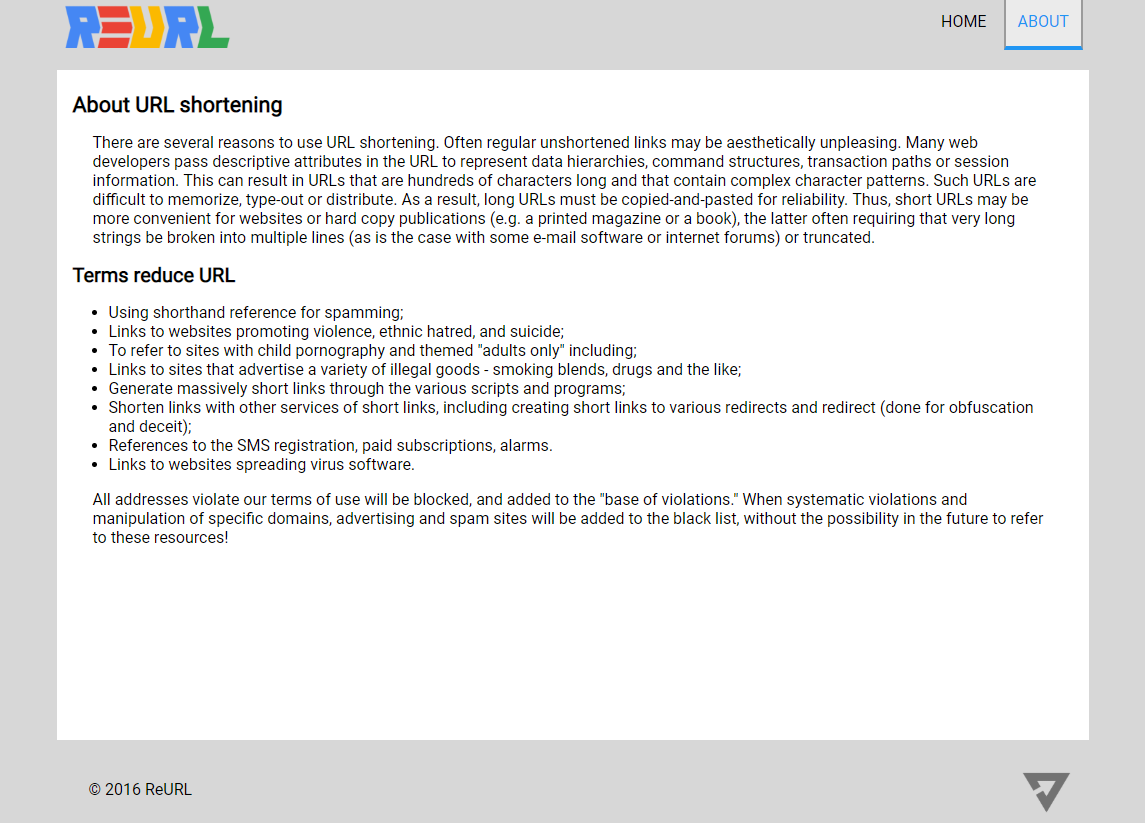 REURL
HOME
ABOUT
About URL shortening
There are several reasons to use URL shortening. Often regular unshortened links may be aesthetically unpleasing. Many web
developers pass descriptive attributes in the URL to represent data hierarchies, command structures, transaction paths or session
information. This can result in URLs that are hundreds of characters long and that contain complex character patterns. Such URLs are
difficult to memorize, type-out or distribute. As a result, long URLs must be copied-and-pasted for reliability. Thus, short URLs may be
more convenient for websites or hard copy publications (e.g. a printed magazine or a book), the latter often requiring that very long
strings be broken into multiple lines (as is the case with some e-mail software or internet forums) or truncated.
Terms reduce URL
• Using shorthand reference for spamming;
• Links to websites promoting violence, ethnic hatred, and suicide;
• To refer to sites with child pornography and themed "adults only" including;
• Links to sites that advertise a variety of illegal goods - smoking blends, drugs and the like;
• Generate massively short links through the various scripts and programs;
• Shorten links with other services of short links, including creating short links to various redirects and redirect (done for obfuscation
and deceit);
• References to the SMS registration, paid subscriptions, alarms.
• Links to websites spreading virus software.
All addresses violate our terms of use will be blocked, and added to the "base of violations." When systematic violations and
manipulation of specific domains, advertising and spam sites will be added to the black list, without the possibility in the future to refer
to these resources!
© 2016 ReURL